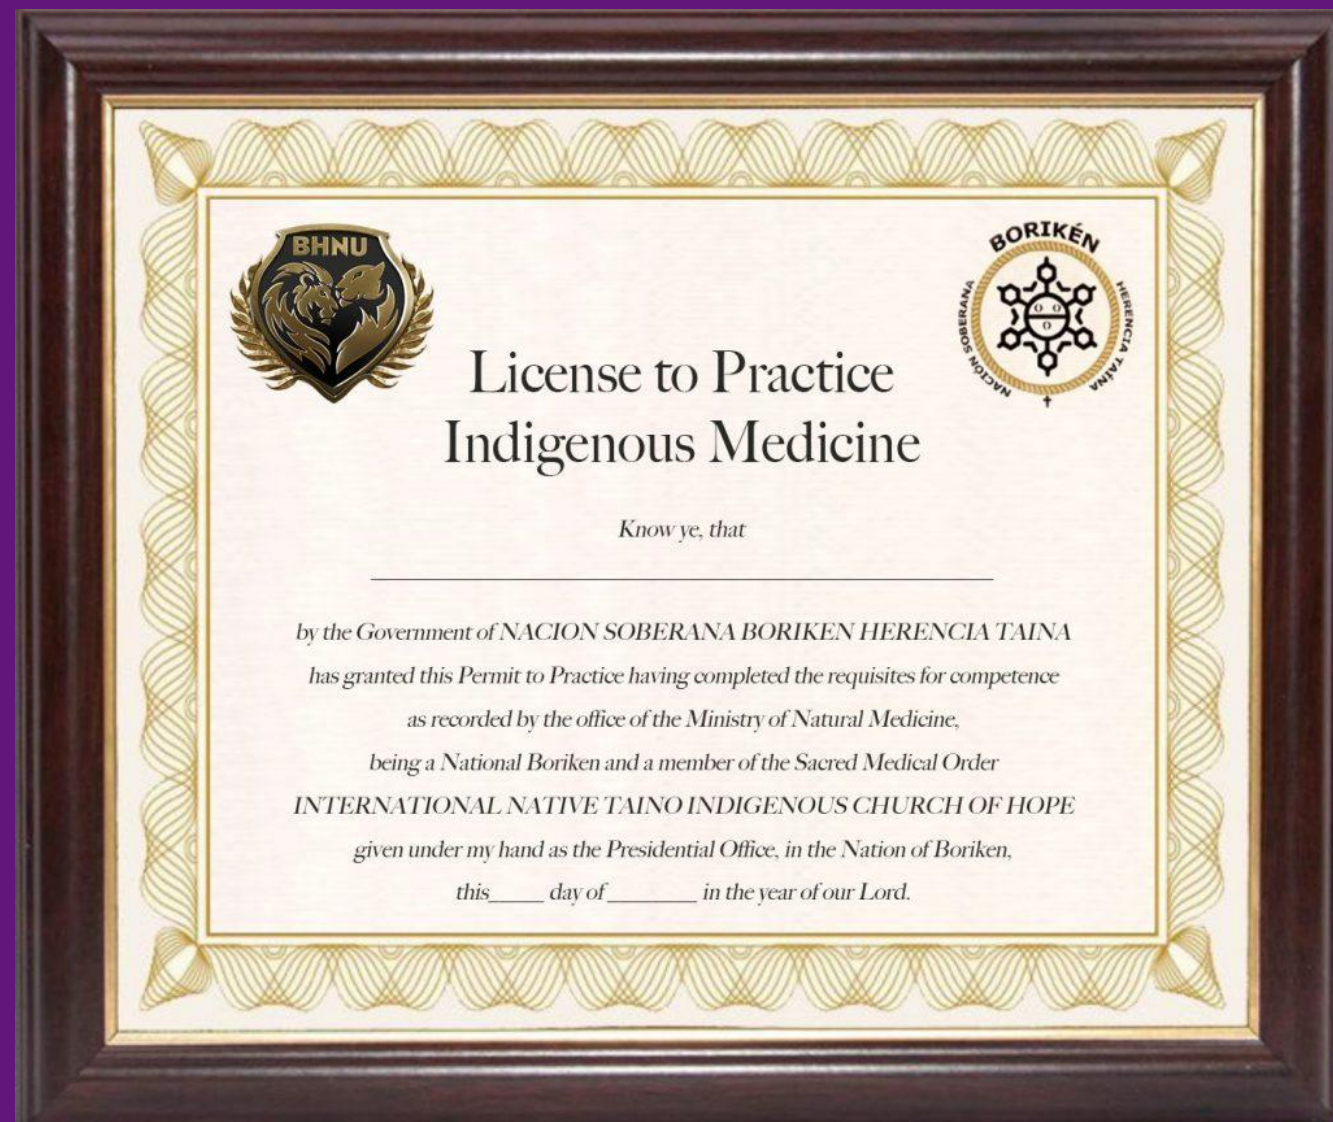 BHNU
BORIKÉN
NACIÓN SOBERANA
HERENCIA TAÍNA
License to Practice
Indigenous Medicine
Know ye, that
by the Government of NACION SOBERANA BORIKEN HERENCIA TAINA
has granted this Permit to Practice having completed the requisites for competence
as recorded by the office of the Ministry of Natural Medicine,
being a National Boriken and a member of the Sacred Medical Order
INTERNATIONAL NATIVE TAINO INDIGENOUS CHURCH OF HOPE
given under my hand as the Presidential Office, in the Nation of Boriken,
this_____ day of________ in the year of our Lord.